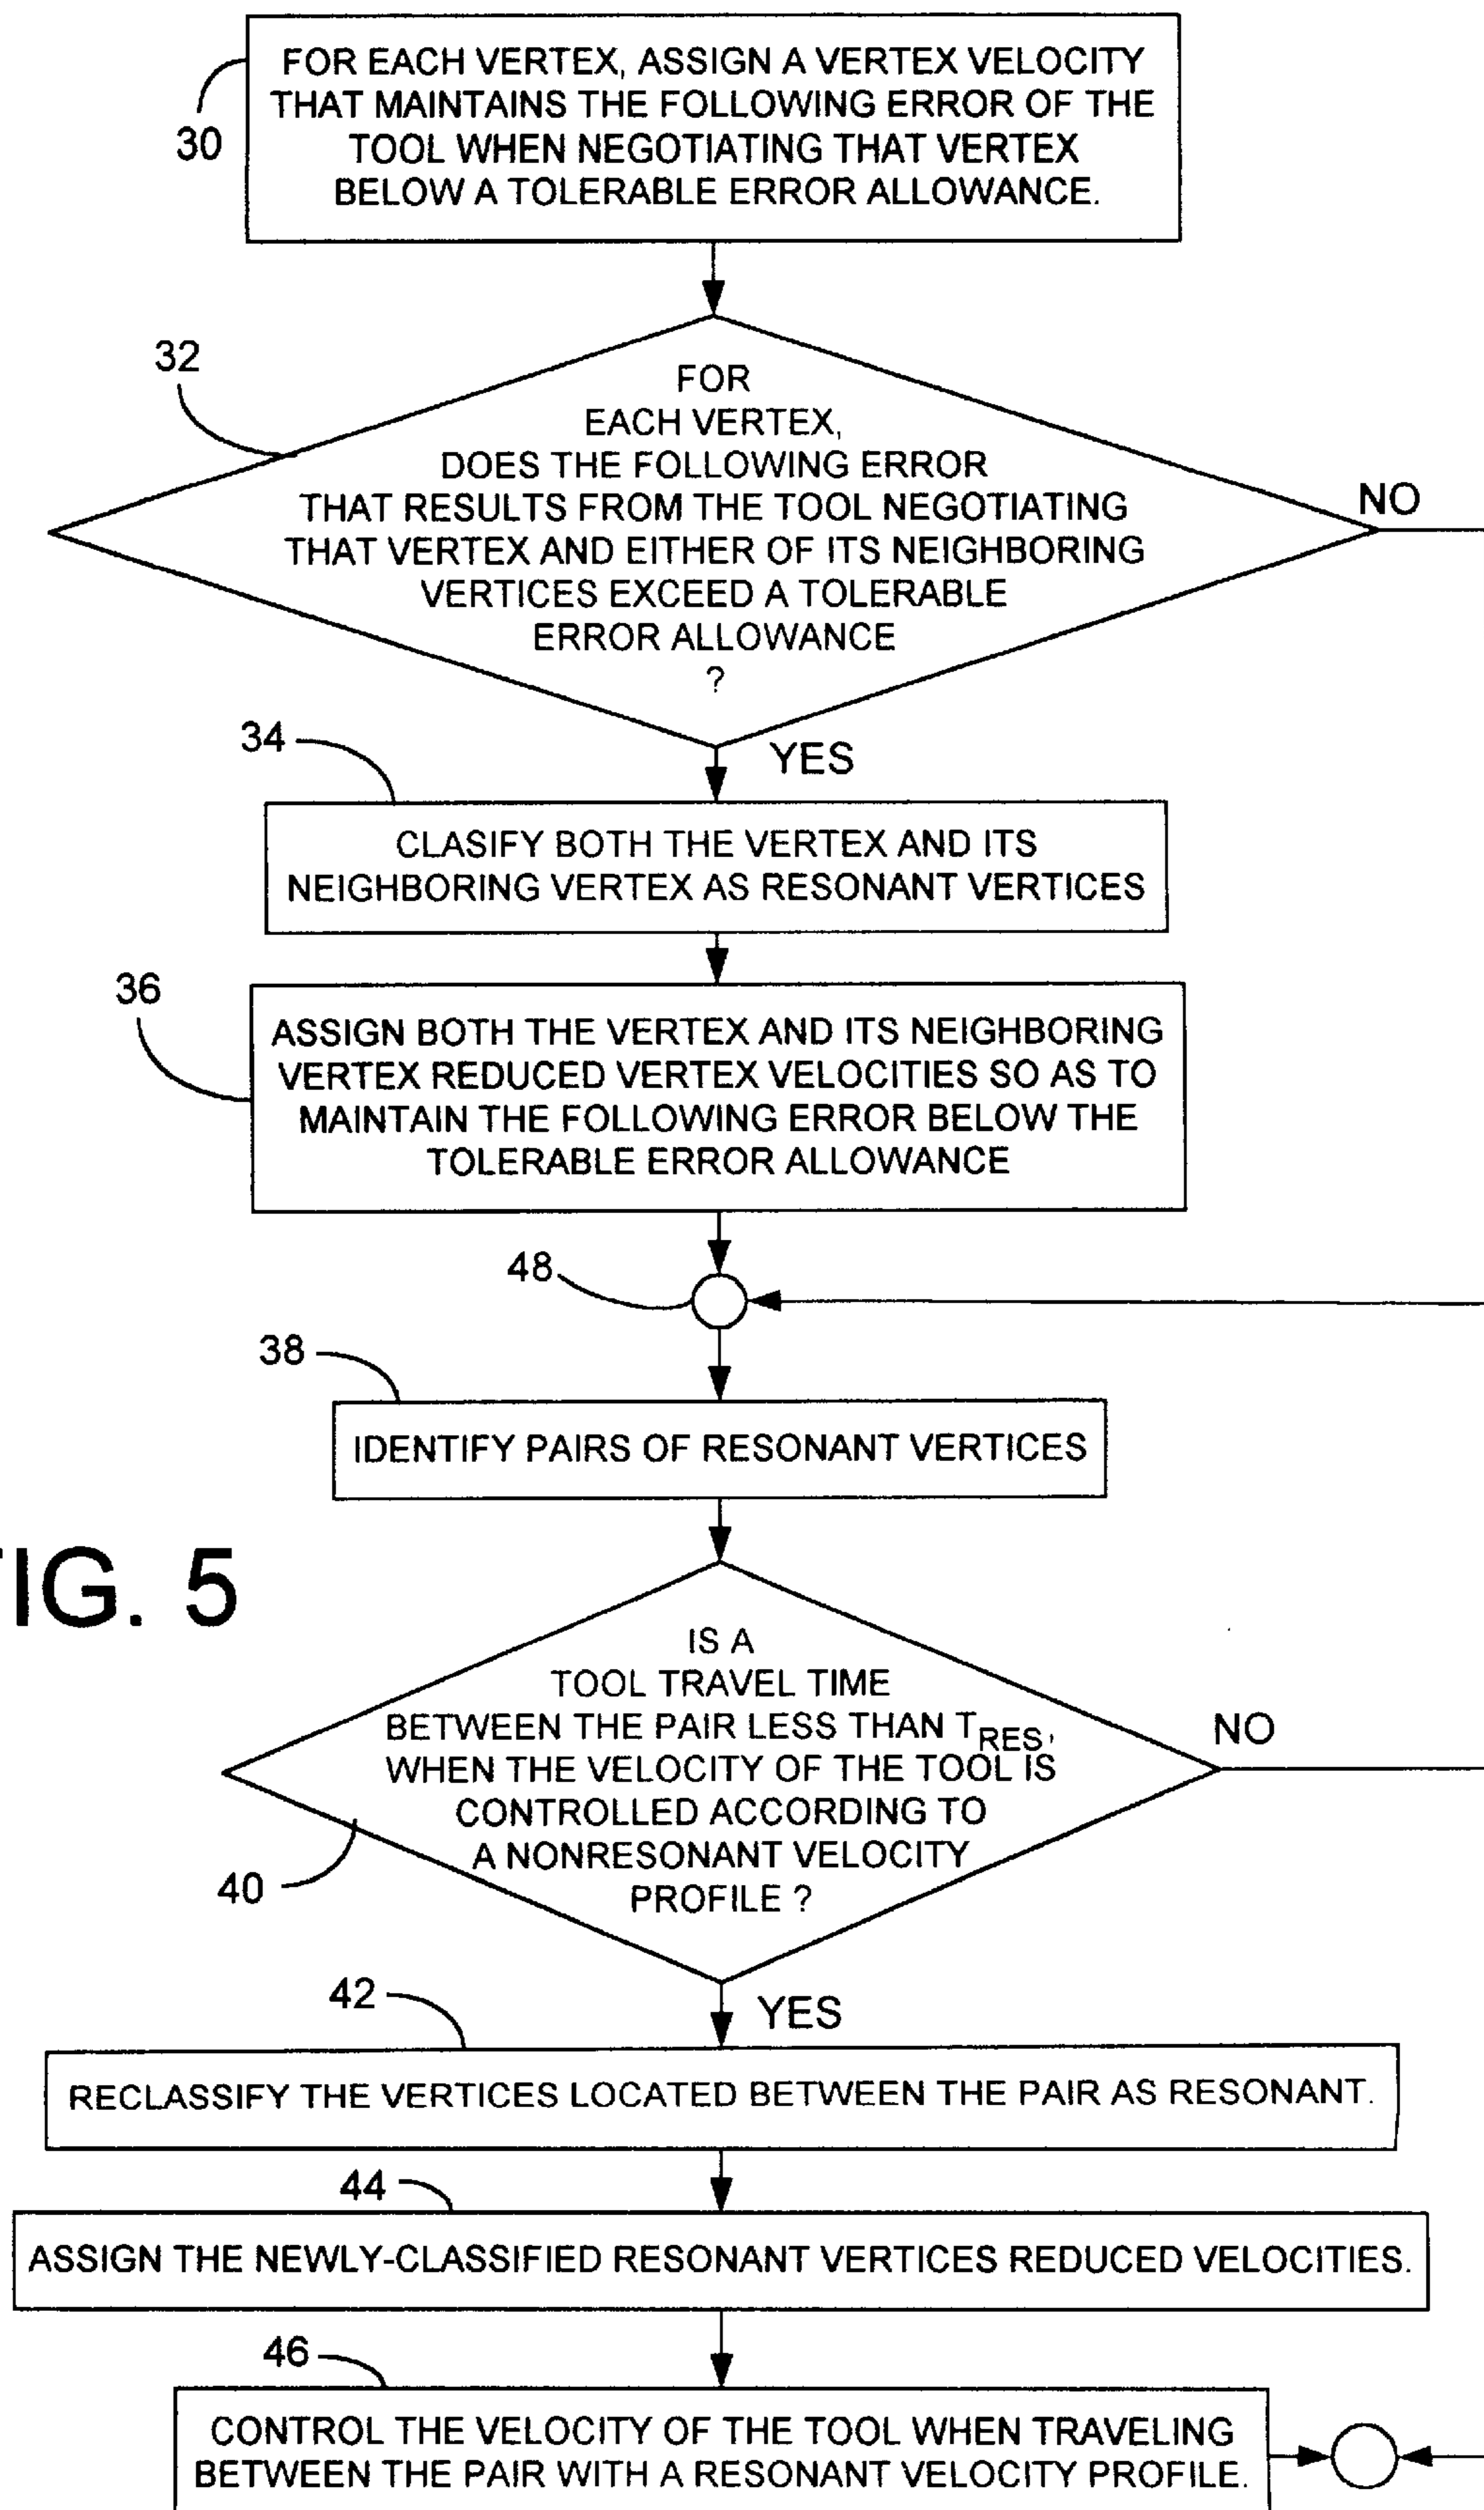 FOR EACH VERTEX, ASSIGN A VERTEX VELOCITY
THAT MAINTAINS THE FOLLOWING ERROR OF THE
TOOL WHEN NEGOTIATING THAT VERTEX
BELOW A TOLERABLE ERROR ALLOWANCE.
30
32
FOR
EACH VERTEX,
DOES THE FOLLOWING ERROR
THAT RESULTS FROM THE TOOL NEGOTIATING
THAT VERTEX AND EITHER OF ITS NEIGHBORING
VERTICES EXCEED A TOLERABLE
ERROR ALLOWANCE
?
NO
34
YES
CLASIFY BOTH THE VERTEX AND ITS
NEIGHBORING VERTEX AS RESONANT VERTICES
36
ASSIGN BOTH THE VERTEX AND ITS NEIGHBORING
VERTEX REDUCED VERTEX VELOCITIES SO AS TO
MAINTAIN THE FOLLOWING ERROR BELOW THE
TOLERABLE ERROR ALLOWANCE
48
38
IDENTIFY PAIRS OF RESONANT VERTICES
IG. 5
IS A
TOOL TRAVEL TIME
BETWEEN THE PAIR LESS THAN TRES,
WHEN THE VELOCITY OF THE TOOL IS
CONTROLLED ACCORDING TO
A NONRESONANT VELOCITY
PROFILE ?
NO
40
42
YES
RECLASSIFY THE VERTICES LOCATED BETWEEN THE PAIR AS RESONANT.
44
ASSIGN THE NEWLY-CLASSIFIED RESONANT VERTICES REDUCED VELOCITIES.
46
CONTROL THE VELOCITY OF THE TOOL WHEN TRAVELING
BETWEEN THE PAIR WITH A RESONANT VELOCITY PROFILE.